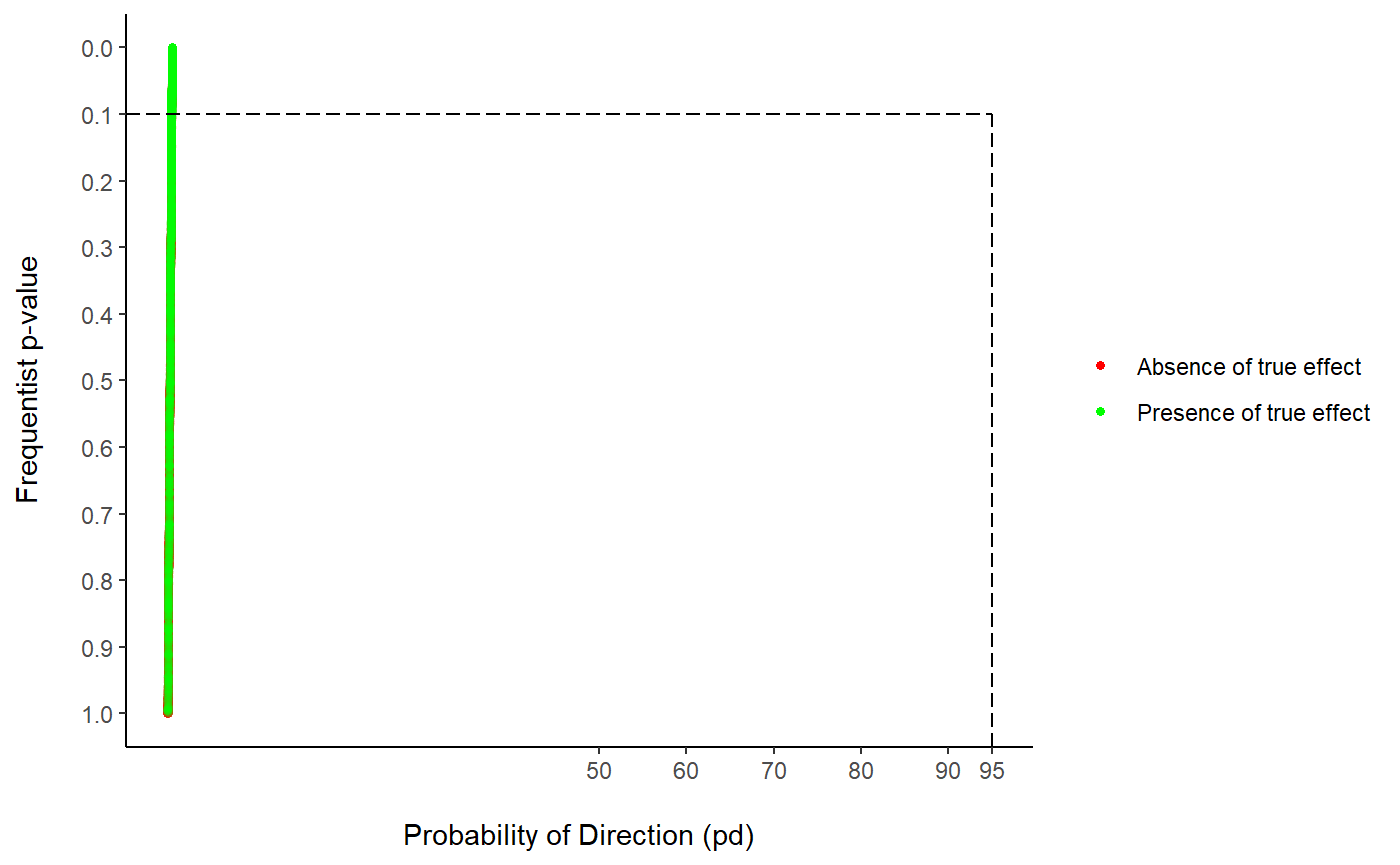 0.0
0.1
0.2
0.3
0.4
0.5
0.6
0.7
0.8
0.9
1.0
Frequentist p-value
50 60 70 80 90 95
Probability of Direction (pd)
Absence of true effect
Presence of true effect